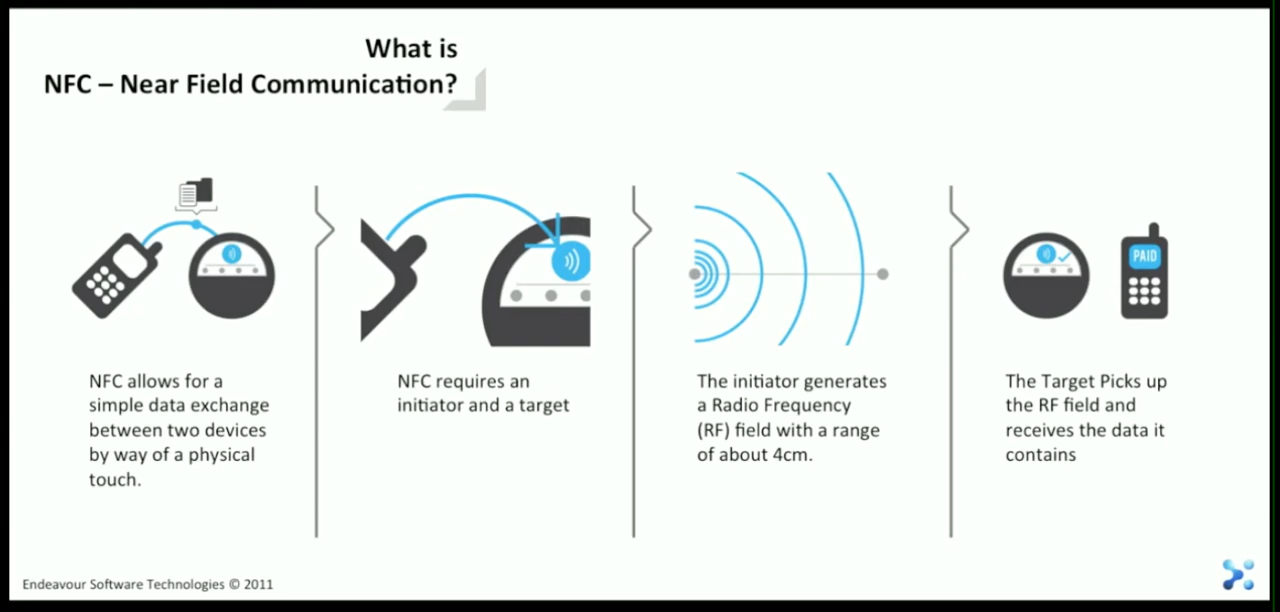 What is
NFC – Near Field Communication?
NFC allows for a
simple data exchange
between two devices
by way of a physical
touch.
NFC requires an
initiator and a target
The initiator generates
a Radio Frequency
(RF) field with a range
of about 4cm.
PAID
The Target Picks up
the RF field and
receives the data it
contains
Endeavour Software Technologies © 2011